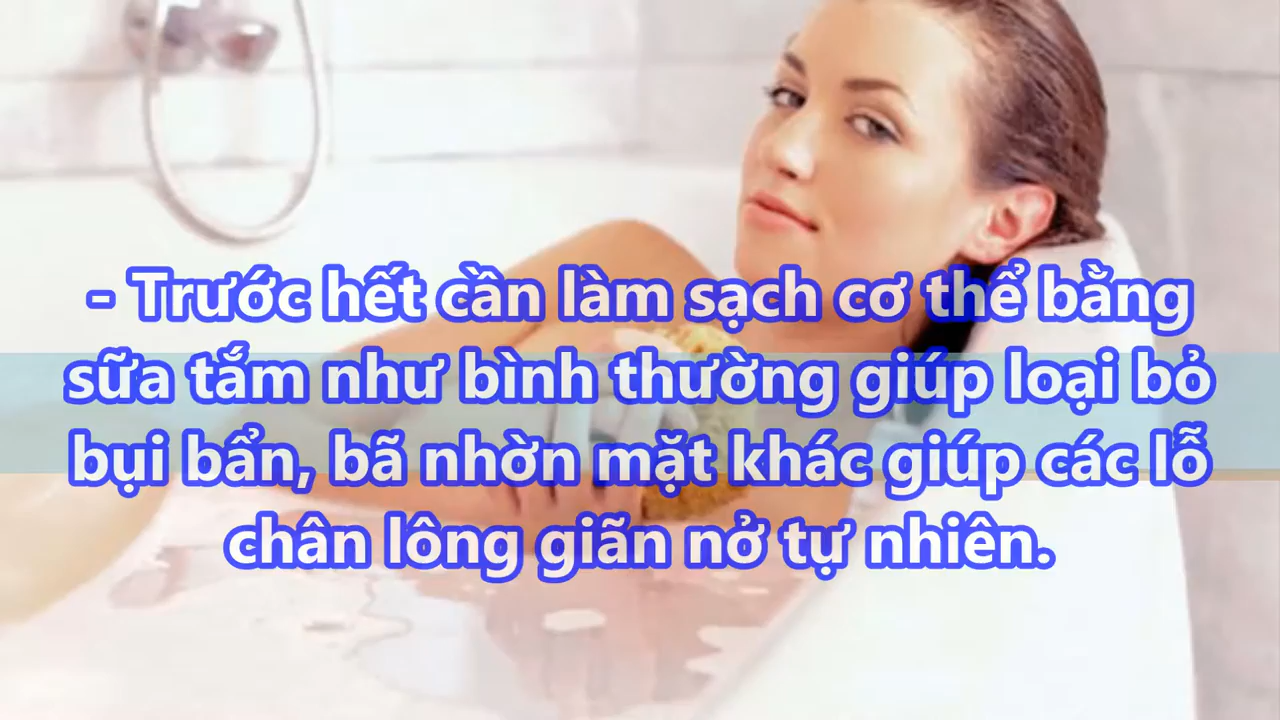 - Trước hết cần làm sạch cơ thể bằng
sữa tắm như bình thường giúp loại bỏ
bụi bẩn, bã nhờn mặt khác giúp các lỗ
chân lông giãn nở tự nhiên.